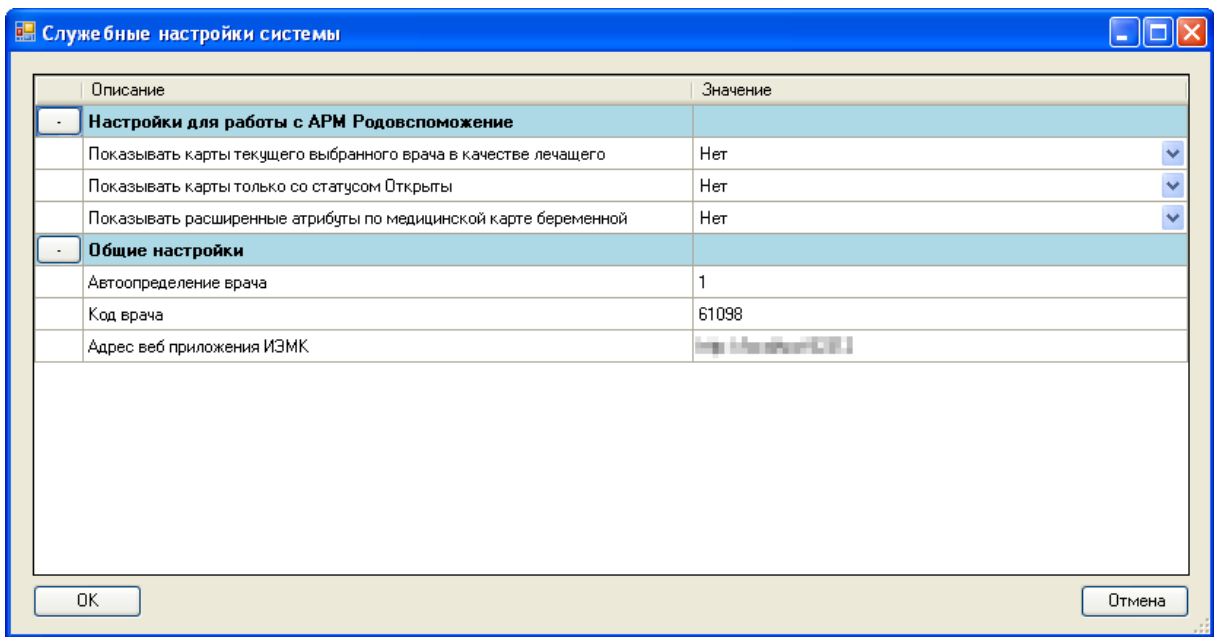 Служебные настройки системы
Описание Значение
- Настройки для работы с АРМ Родовспоможение
Показывать карты текущего выбранного врача в качестве лечащего Нет
Показывать карты только со статусом Открыты Нет
Показывать расширенные атрибуты по медицинской карте беременной Нет
- Общие настройки
Автоопределение врача 1
Код врача 61098
Адрес веб приложения ИЭМК
OK Отмена